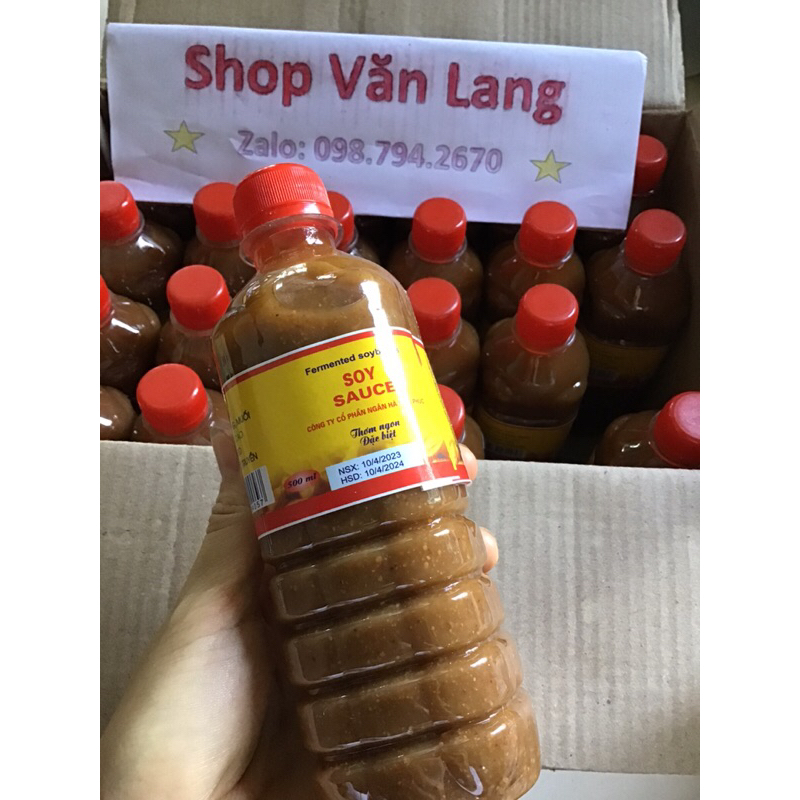 Shop Văn Lang
Zalo: 098.794.2670
Fermented soyb
SOY
SAUCE
CÔNG TY CỔ PHẦN NGÂN HÀ
Thơm ngon
Đặc biệt
500 ml
NSX: 10/4/2023
HSD: 10/4/2024